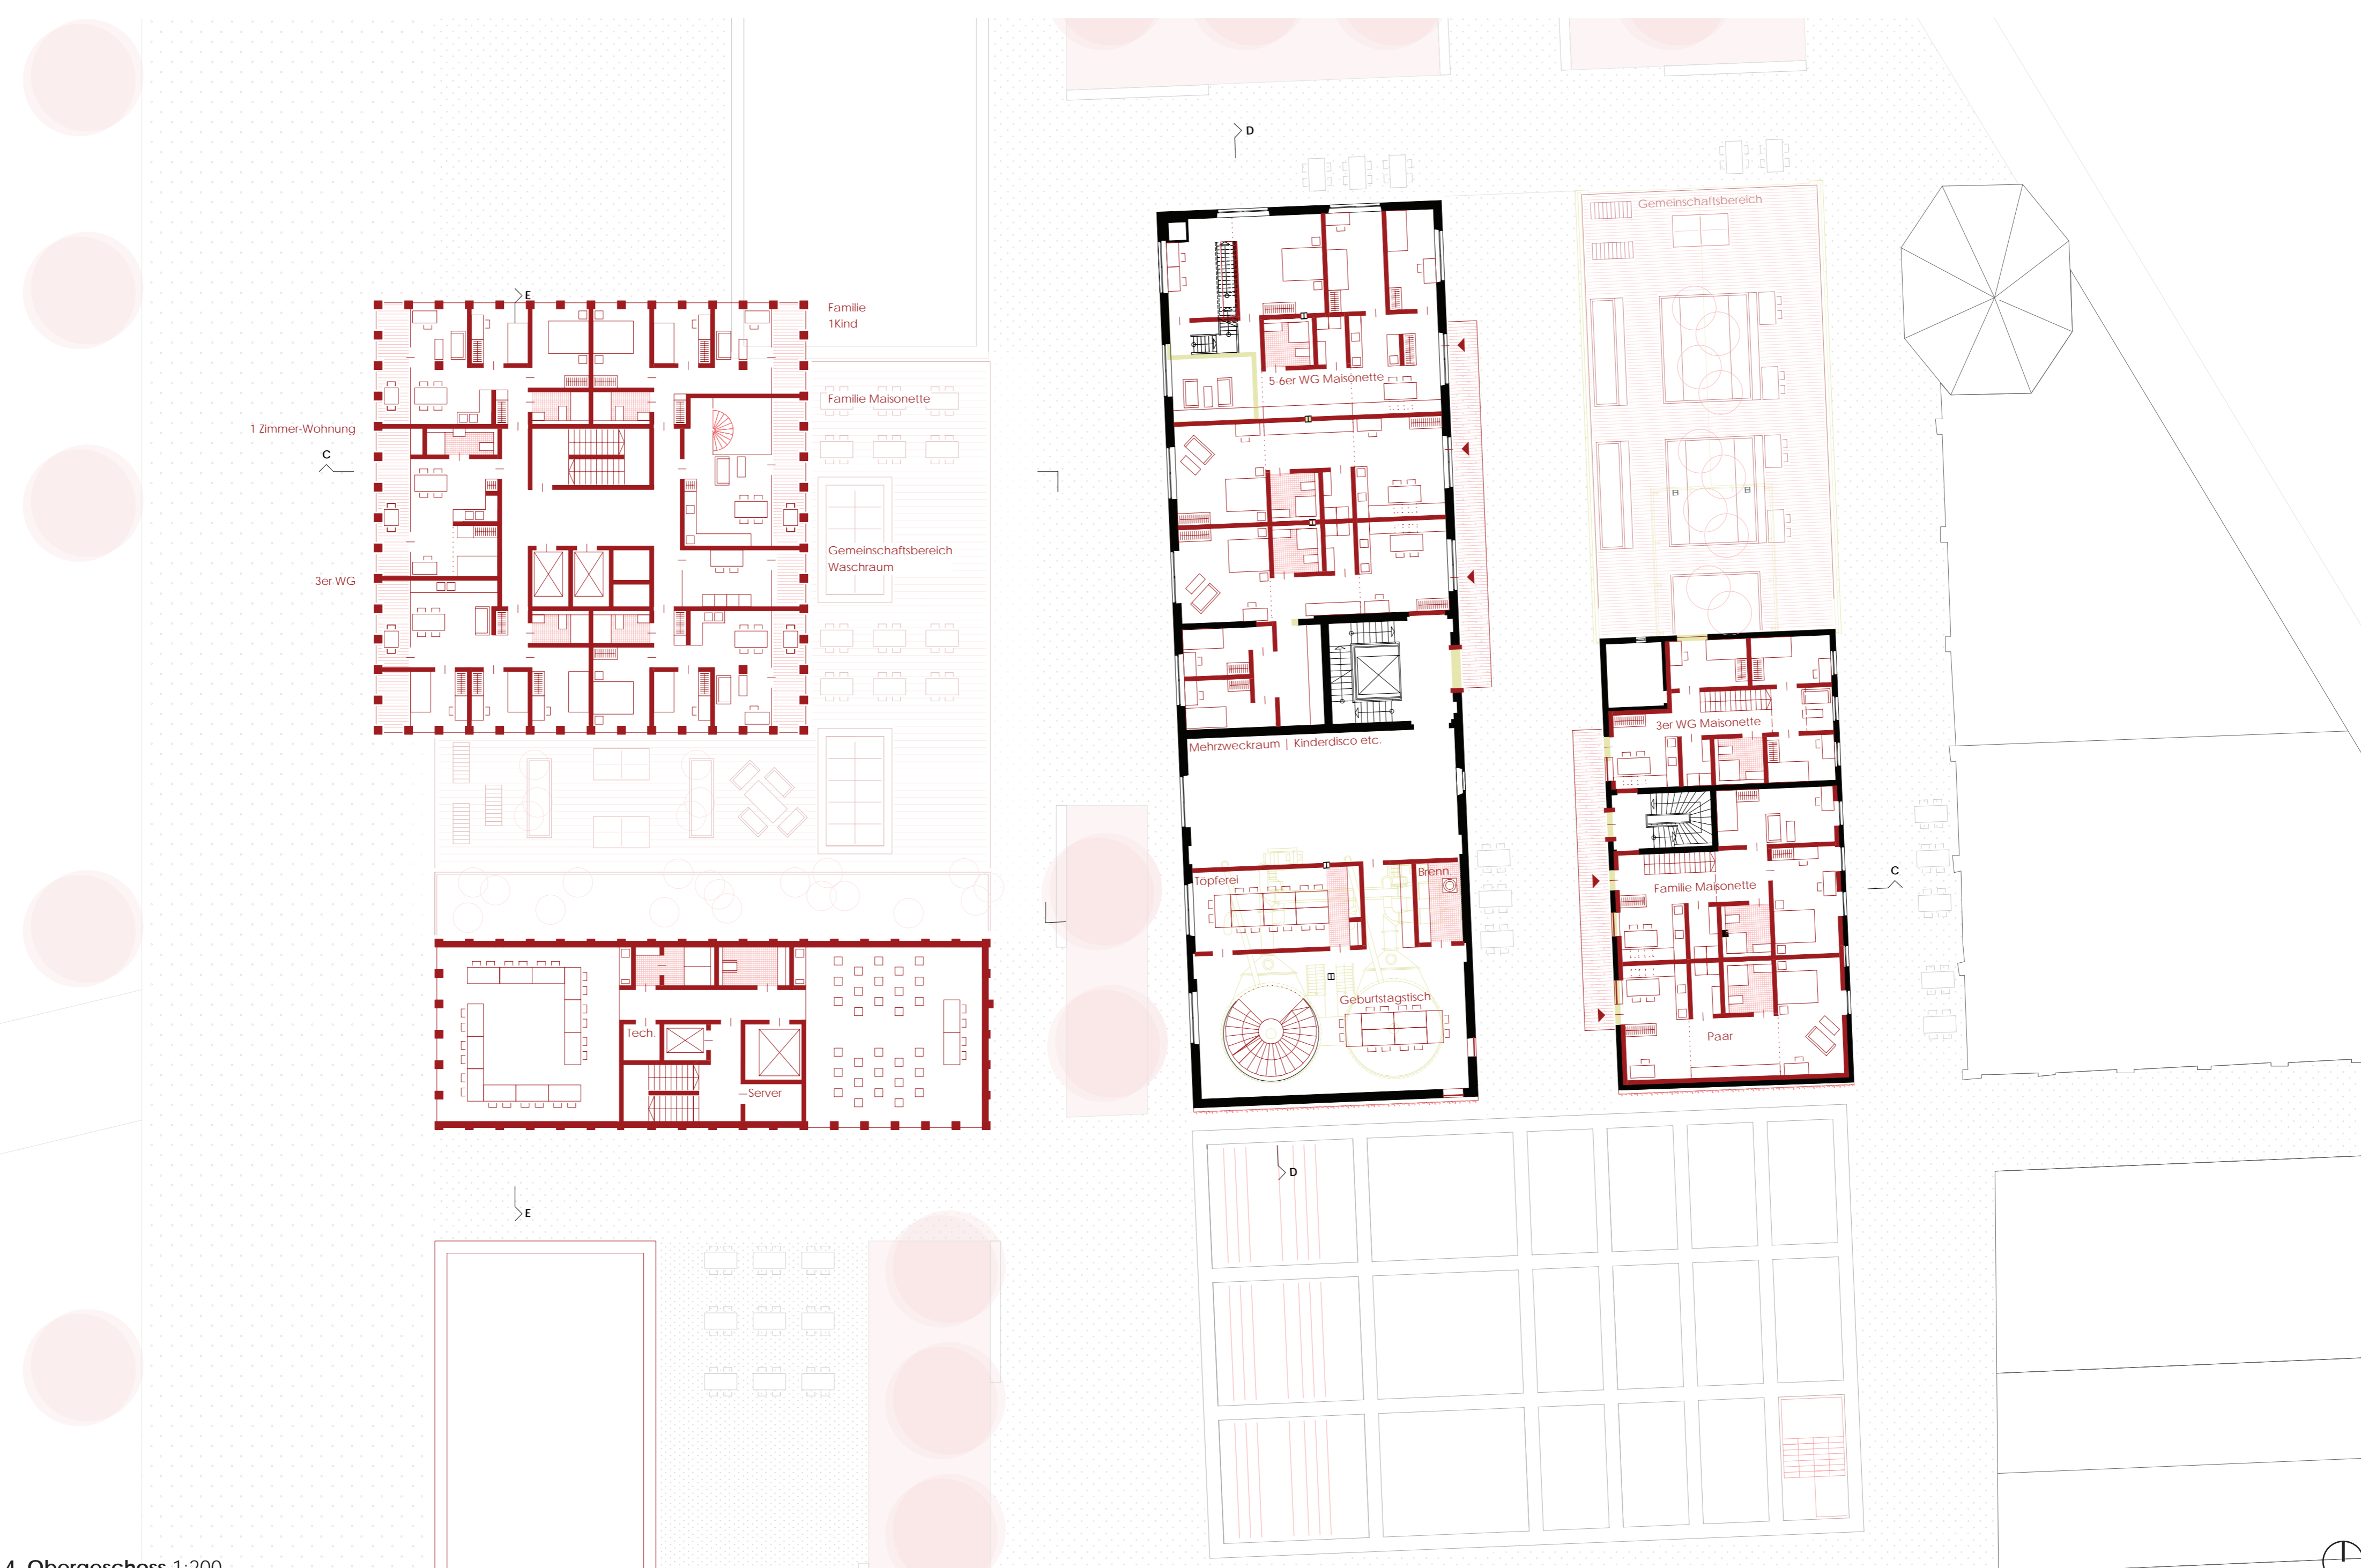 D
Gemeinschaftsbereich
E
Familie
1Kind
5-6er WG Maisonette
Familie Maisonette
1 Zimmer-Wohnung
C
Gemeinschaftsbereich
Waschraum
3er WG
3er WG Maisonette
Mehrzweckraum | Kinderdisco etc.
Töpferei
Brenn.
C
Familie Maisonette
Geburtstagstisch
Tech.
Paar
Server
D
E
4. Obergeschoss 1:200